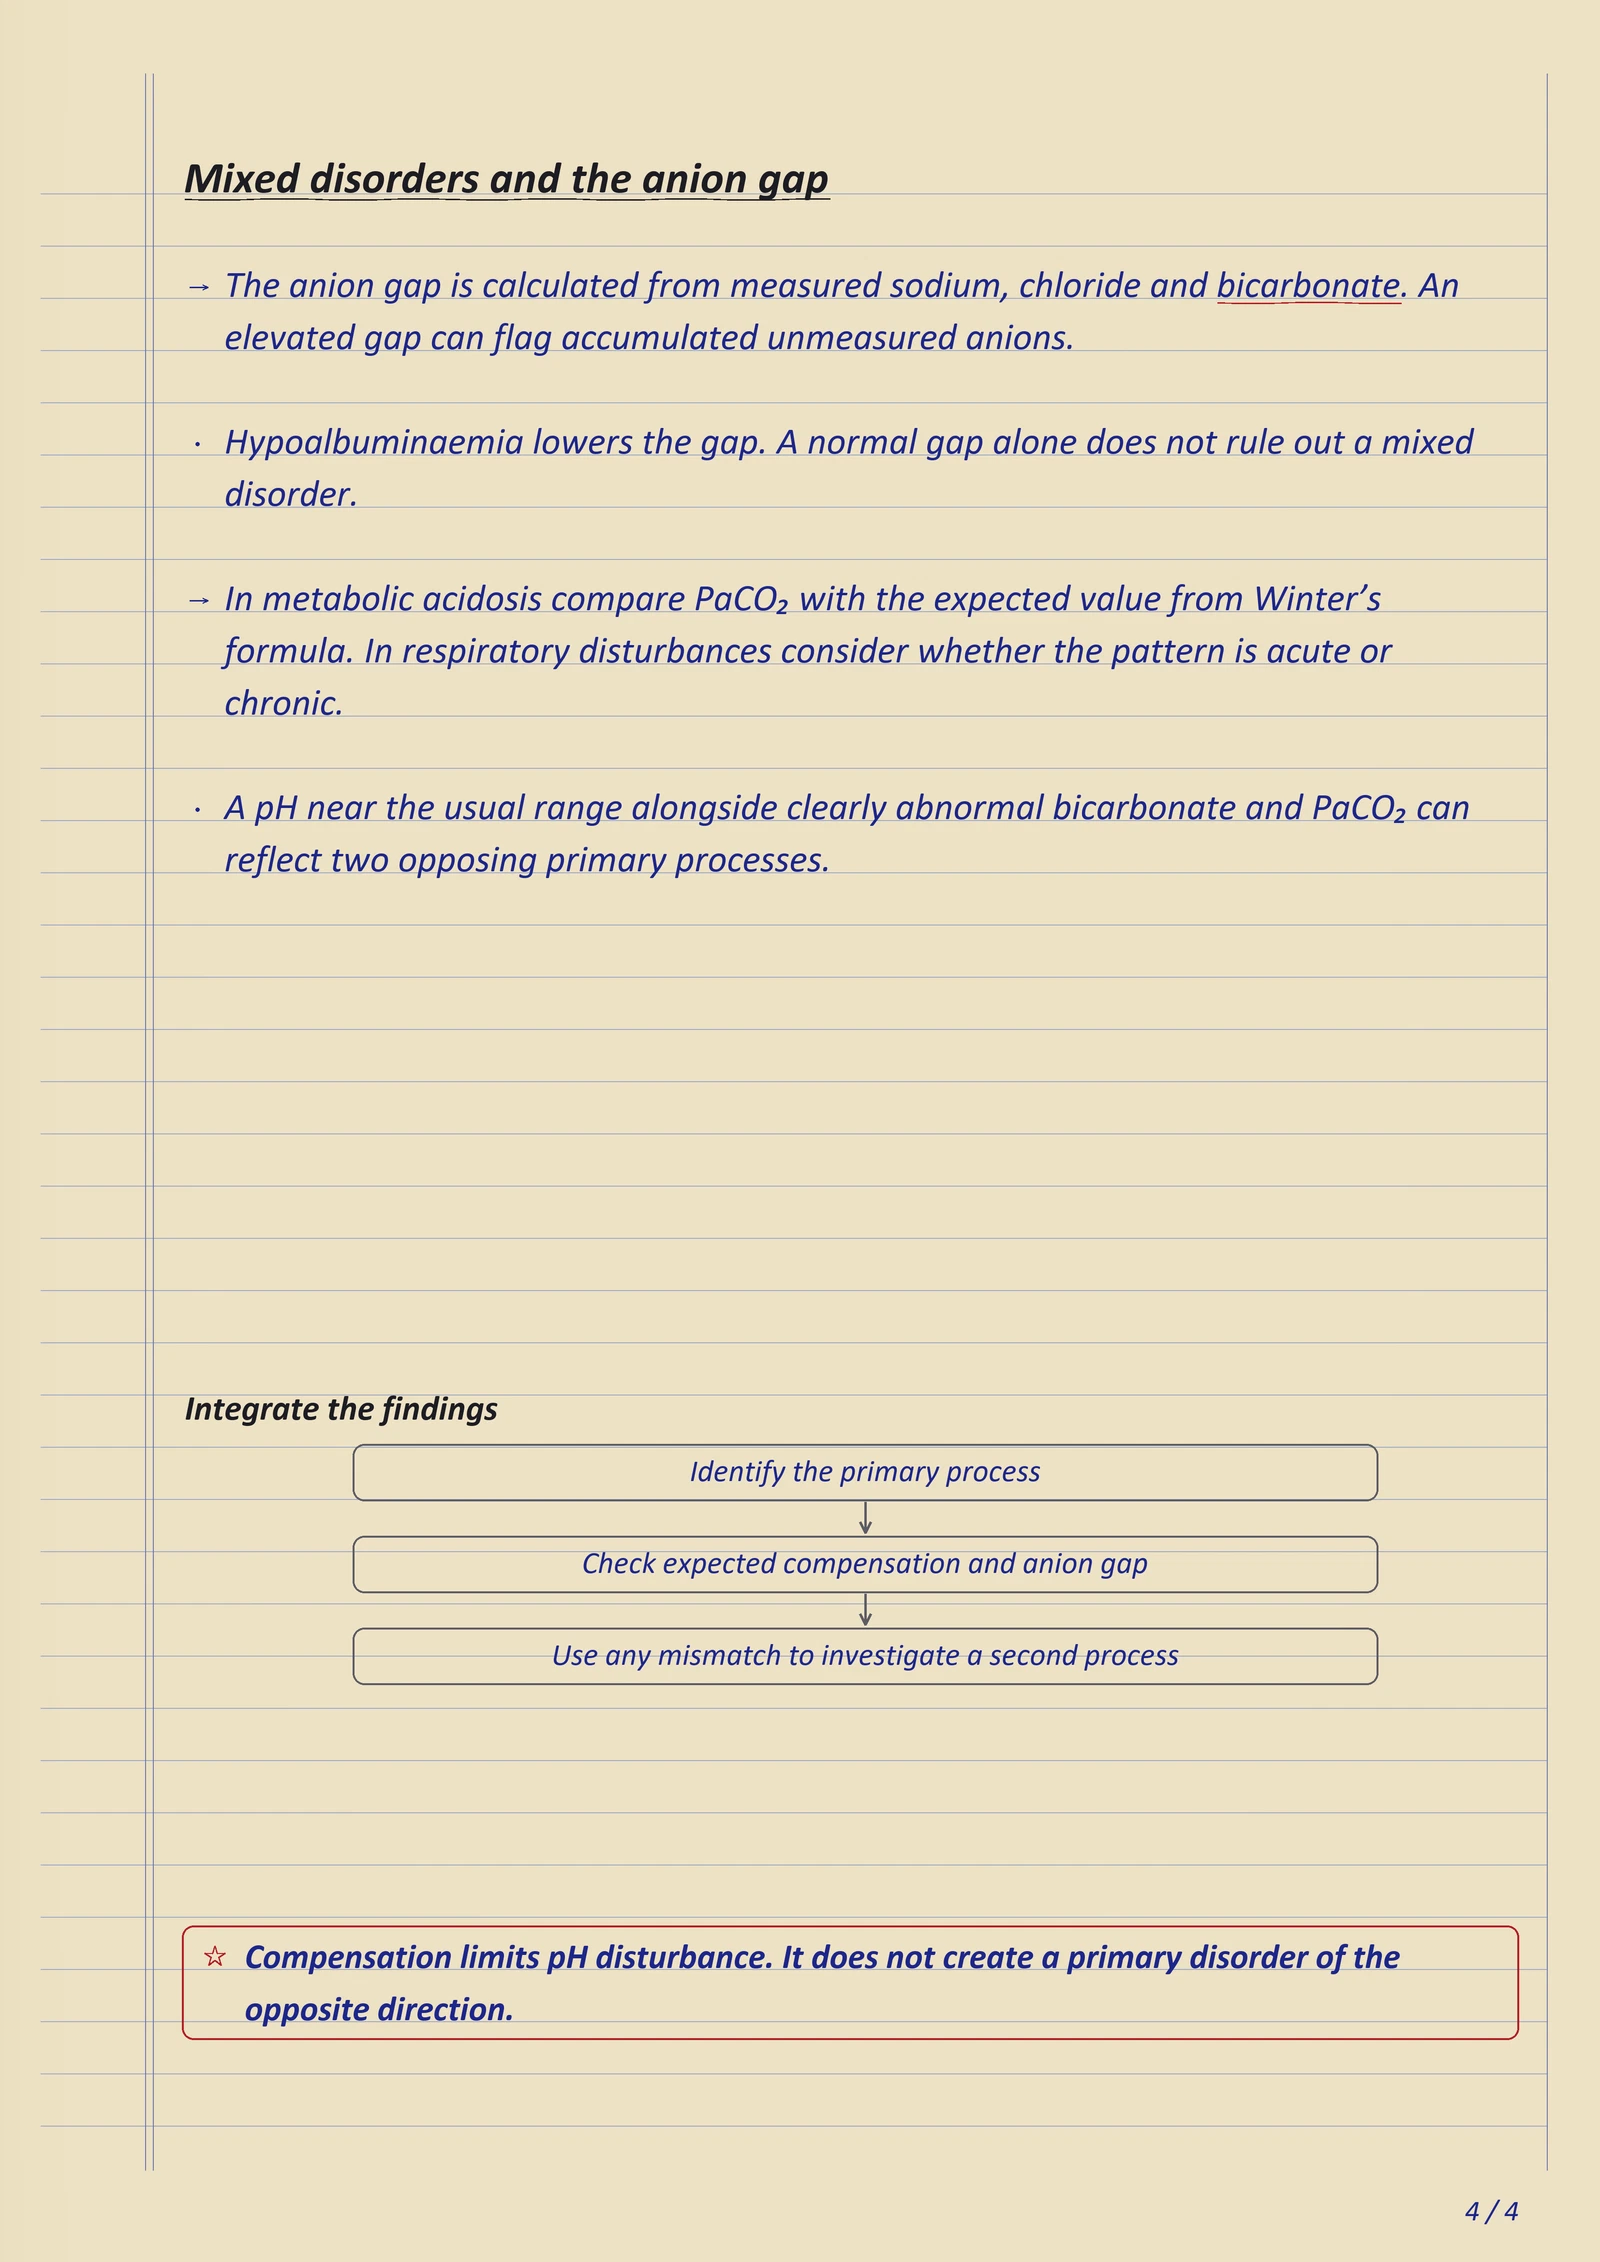 Mixed disorders and the anion gap
→ The anion gap is calculated from measured sodium, chloride and bicarbonate. An
elevated gap can flag accumulated unmeasured anions.
· Hypoalbuminaemia lowers the gap. A normal gap alone does not rule out a mixed
disorder.
→ In metabolic acidosis compare PaCO₂ with the expected value from Winter’s
formula. In respiratory disturbances consider whether the pattern is acute or
chronic.
· A pH near the usual range alongside clearly abnormal bicarbonate and PaCO₂ can
reflect two opposing primary processes.
Integrate the findings
Identify the primary process
↓
Check expected compensation and anion gap
↓
Use any mismatch to investigate a second process
☆ Compensation limits pH disturbance. It does not create a primary disorder of the
opposite direction.
4 / 4